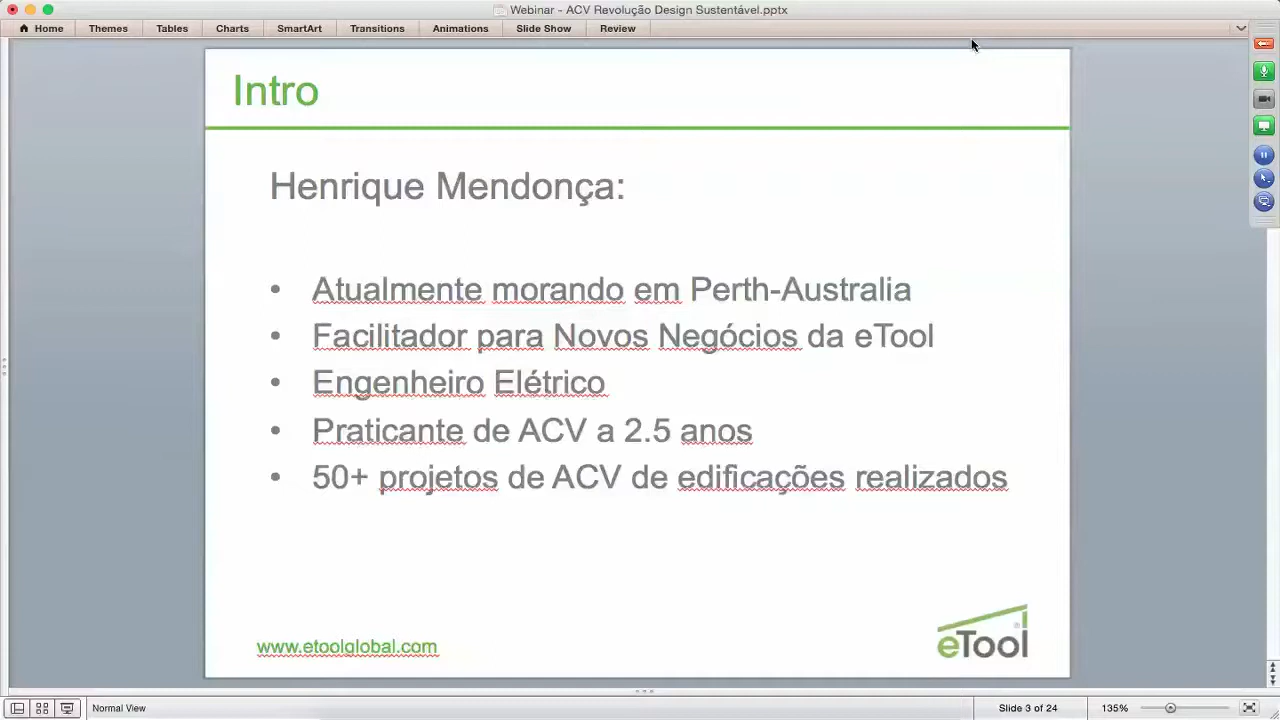 Webinar - ACV Revolução Design Sustentável.pptx
Home Themes Tables Charts SmartArt Transitions Animations Slide Show Review
Intro
Henrique Mendonça:
• Atualmente morando em Perth-Australia
• Facilitador para Novos Negócios da eTool
• Engenheiro Elétrico
• Praticante de ACV a 2.5 anos
• 50+ projetos de ACV de edificações realizados
www.etoolglobal.com
eTool®
Normal View Slide 3 of 24 135%